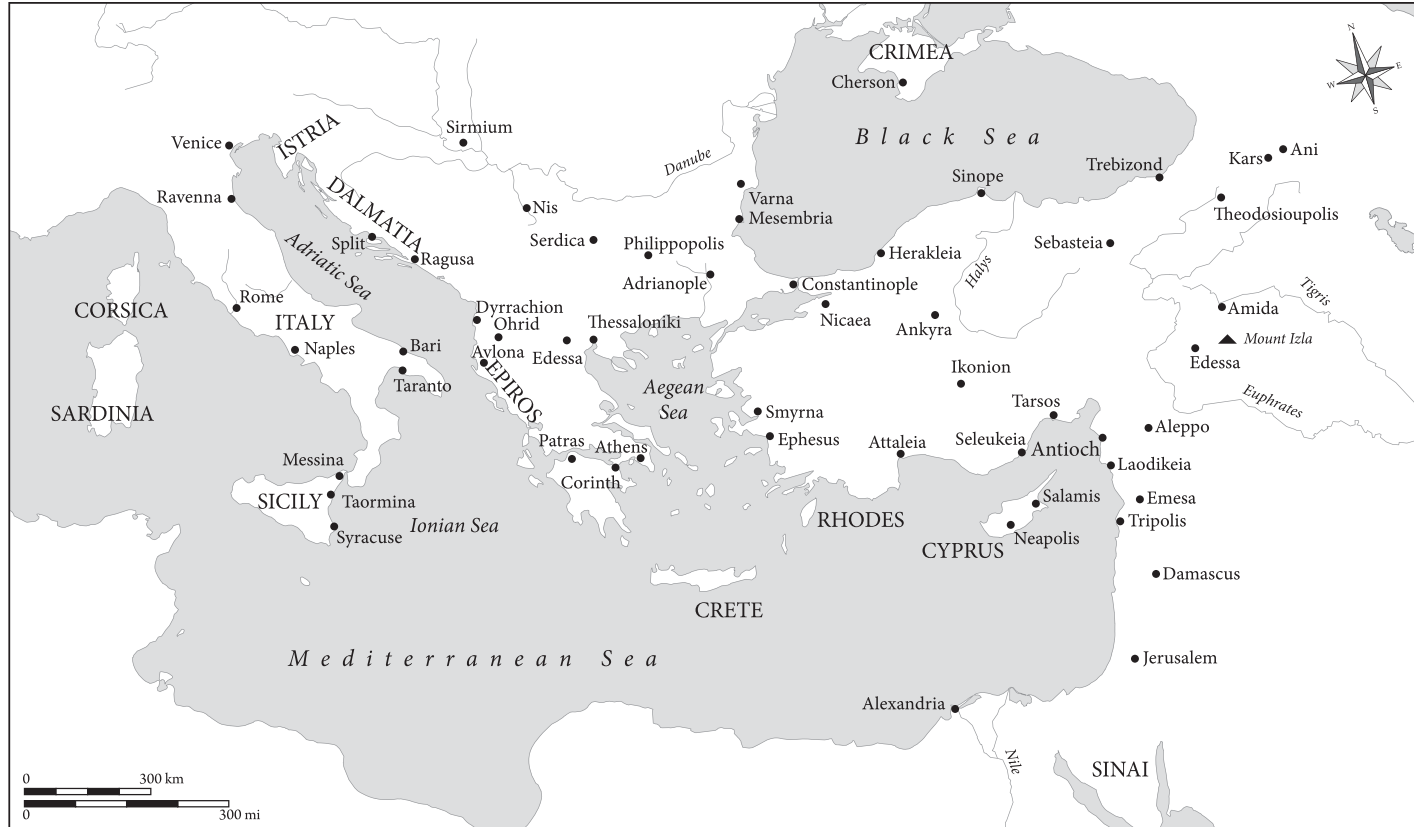 CRIMEA
Cherson
N
E
W
S
Black Sea
Venice
ISTRIA
Sirmium
Danube
Trebizond
Kars
Ani
Sinope
Ravenna
DALMATIA
Nis
Varna
Mesembria
Theodosioupolis
Split
Adriatic Sea
Ragusa
Serdica
Philippopolis
Adrianople
Herakleia
Sebasteia
Halys
Constantinople
Nicaea
Ankyra
Tigris
Amida
Mount Izla
Edessa
Euphrates
CORSICA
Rome
ITALY
Naples
Bari
Taranto
Dyrrachion
Ohrid
Avlona
EPIROS
Edessa
Thessaloniki
Aegean
Sea
Ikonion
SARDINIA
Smyrna
Ephesus
Tarsos
Attaleia
Seleukeia
Antioch
Aleppo
Laodikeia
Patras
Athens
Corinth
Messina
SICILY
Taormina
Syracuse
Ionian Sea
RHODES
Salamis
Neapolis
CYPRUS
Emesa
Tripolis
Damascus
CRETE
Mediterranean Sea
Jerusalem
Alexandria
Nile
SINAI
0 300 km
0 300 mi